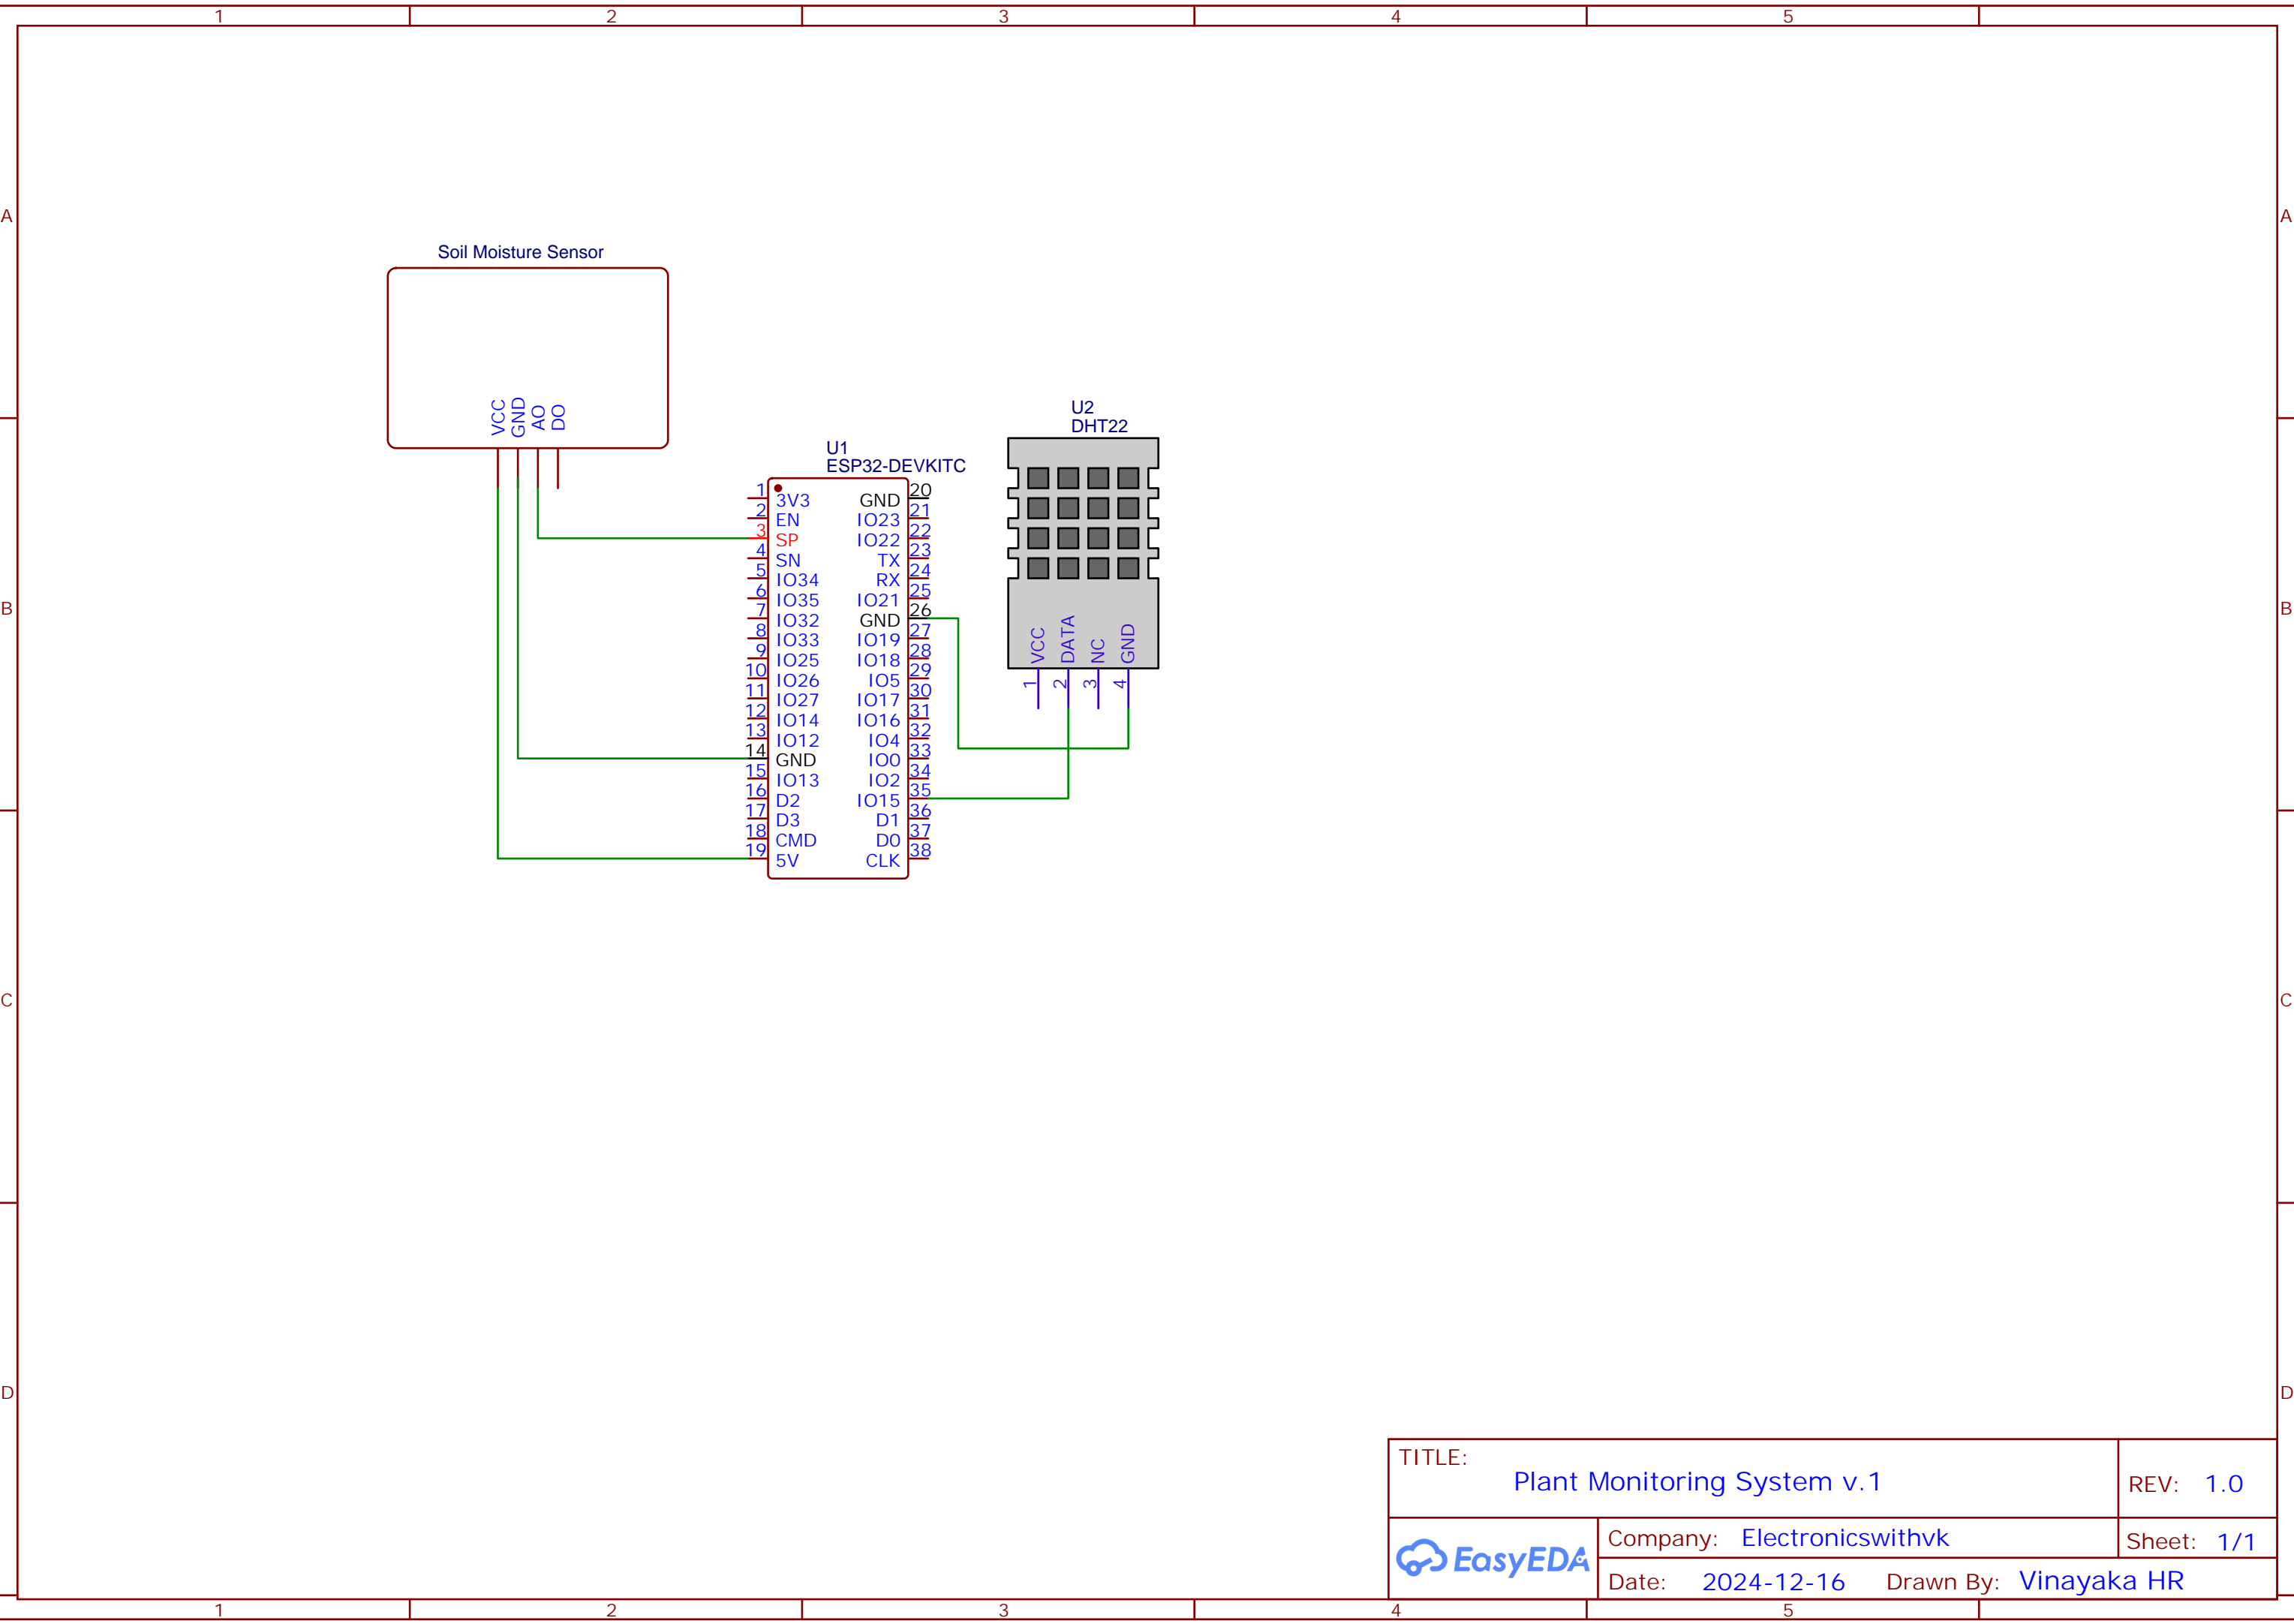 1 2 3 4 5
A A
Soil Moisture Sensor
VCC
GND
AO
DO
U2
DHT22
U1
ESP32-DEVKITC
1 3V3 GND 20
2 EN IO23 21
3 SP IO22 22
4 SN TX 23
5 IO34 RX 24
6 IO35 IO21 25
7 IO32 GND 26
8 IO33 IO19 27
9 IO25 IO18 28
10 IO26 IO5 29
11 IO27 IO17 30
12 IO14 IO16 31
13 IO12 IO4 32
14 GND IO0 33
15 IO13 IO2 34
16 D2 IO15 35
17 D3 D1 36
18 CMD D0 37
19 5V CLK 38
VCC
DATA
NC
GND
1
2
3
4
B B
C C
D D
TITLE:
Plant Monitoring System v.1
REV: 1.0
EasyEDA
Company: Electronicswithvk
Sheet: 1/1
Date: 2024-12-16 Drawn By: Vinayaka HR
1 2 3 4 5